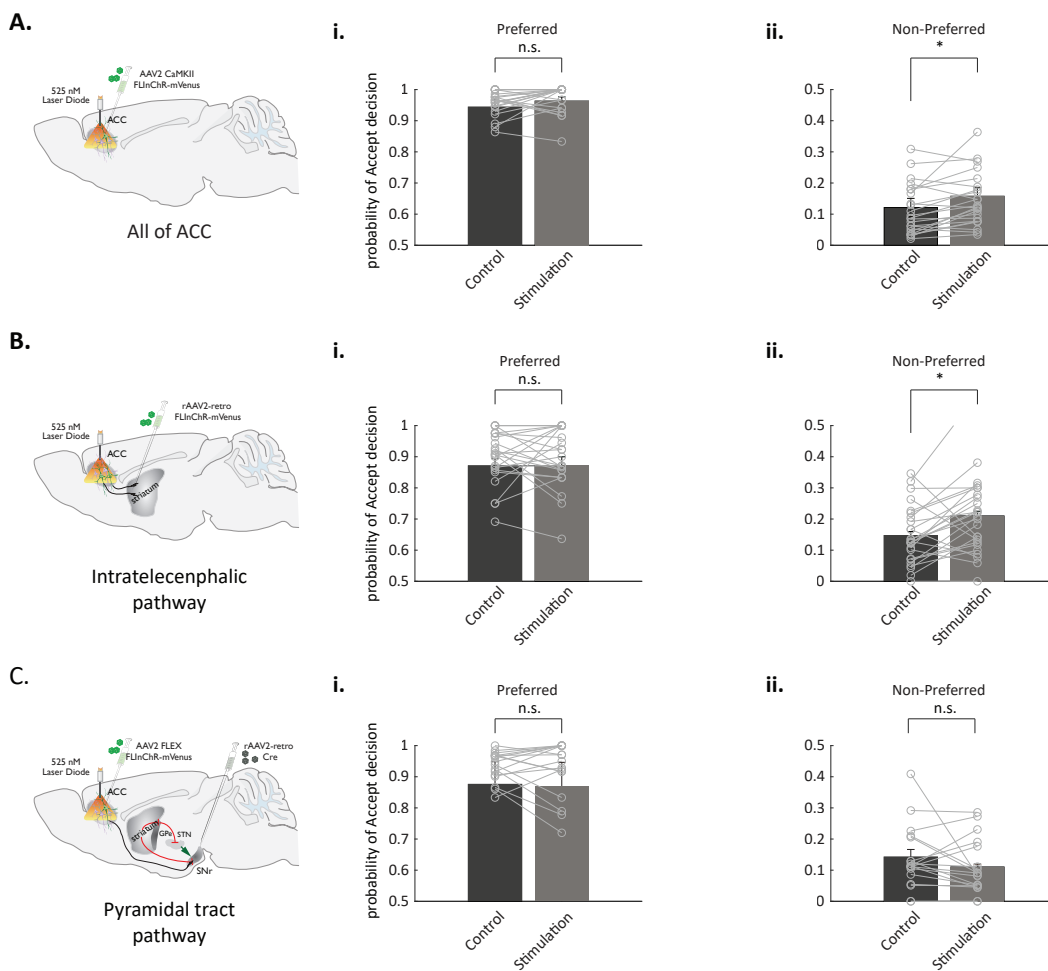 A.
AAV2 CaMKII
FLInChR-mVenus
525 nM
Laser Diode
ACC
All of ACC
i.
Preferred
n.s.
probability of Accept decision
1
0.9
0.8
0.7
0.6
0.5
Control
Stimulation
ii.
Non-Preferred
*
0.5
0.4
0.3
0.2
0.1
0
Control
Stimulation
B.
rAAV2-retro
FLInChR-mVenus
525 nM
Laser Diode
ACC
striatum
Intratelecenphalic
pathway
i.
Preferred
n.s.
probability of Accept decision
1
0.9
0.8
0.7
0.6
0.5
Control
Stimulation
ii.
Non-Preferred
*
0.5
0.4
0.3
0.2
0.1
0
Control
Stimulation
C.
AAV2 FLEX
FLInChR-mVenus
rAAV2-retro
Cre
525 nM
Laser Diode
ACC
striatum
GPe
STN
SNr
Pyramidal tract
pathway
i.
Preferred
n.s.
probability of Accept decision
1
0.9
0.8
0.7
0.6
0.5
Control
Stimulation
ii.
Non-Preferred
n.s.
0.5
0.4
0.3
0.2
0.1
0
Control
Stimulation